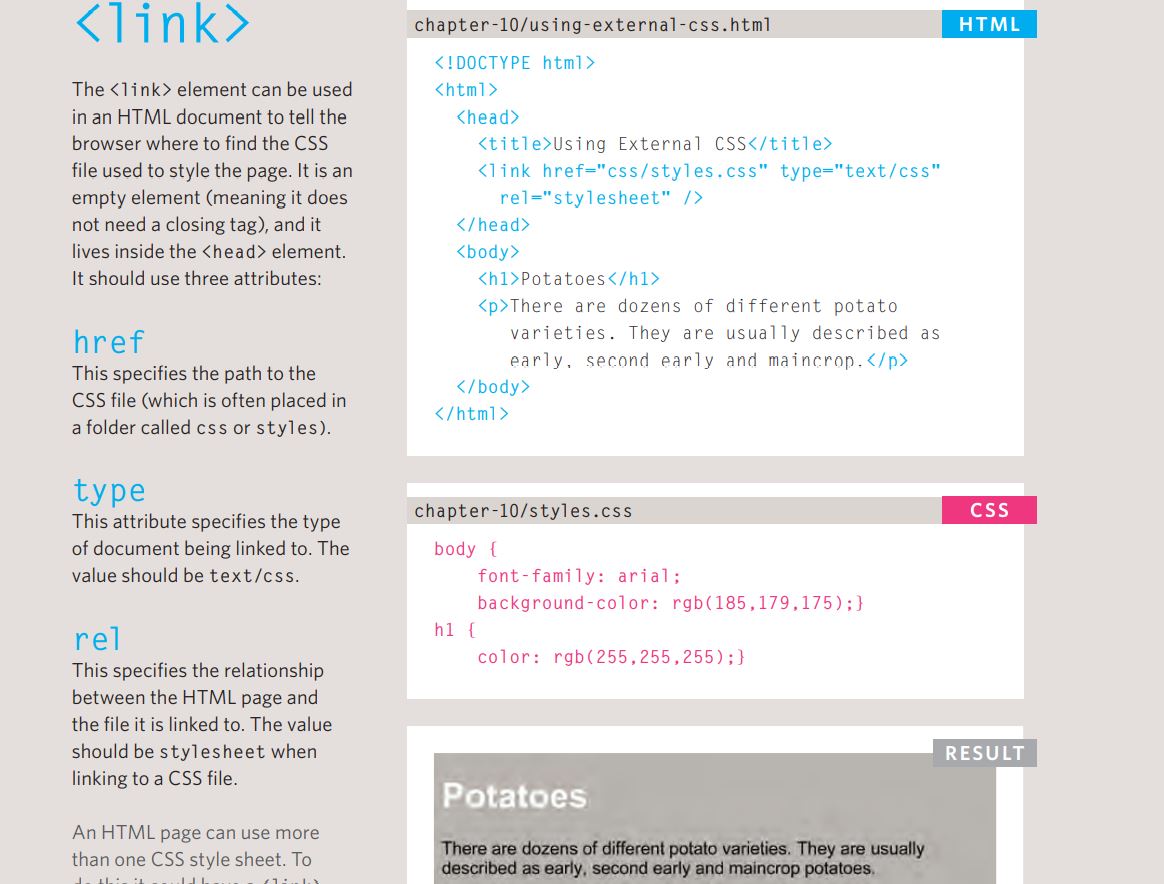 <link>
The <link> element can be used
in an HTML document to tell the
browser where to find the CSS
file used to style the page. It is an
empty element (meaning it does
not need a closing tag), and it
lives inside the <head> element.
It should use three attributes:
href
This specifies the path to the
CSS file (which is often placed in
a folder called css or styles).
type
This attribute specifies the type
of document being linked to. The
value should be text/css.
rel
This specifies the relationship
between the HTML page and
the file it is linked to. The value
should be stylesheet when
linking to a CSS file.
An HTML page can use more
than one CSS style sheet. To
do this it could have a <link>
chapter-10/using-external-css.html
HTML
<!DOCTYPE html>
<html>
  <head>
    <title>Using External CSS</title>
    <link href="css/styles.css" type="text/css"
      rel="stylesheet" />
  </head>
  <body>
    <h1>Potatoes</h1>
    <p>There are dozens of different potato
       varieties. They are usually described as
       early, second early and maincrop.</p>
  </body>
</html>
chapter-10/styles.css
CSS
body {
    font-family: arial;
    background-color: rgb(185,179,175);}
h1 {
    color: rgb(255,255,255);}
RESULT
Potatoes
There are dozens of different potato varieties. They are usually
described as early, second early and maincrop potatoes.